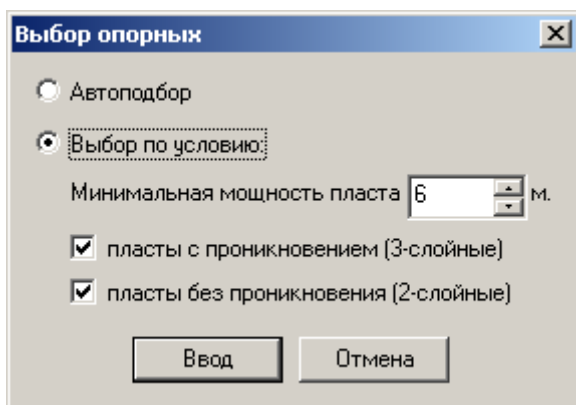 Выбор опорных
Автоподбор
Выбор по условию:
Минимальная мощность пласта 6 м.
пласты с проникновением (3-слойные)
пласты без проникновения (2-слойные)
Ввод Отмена